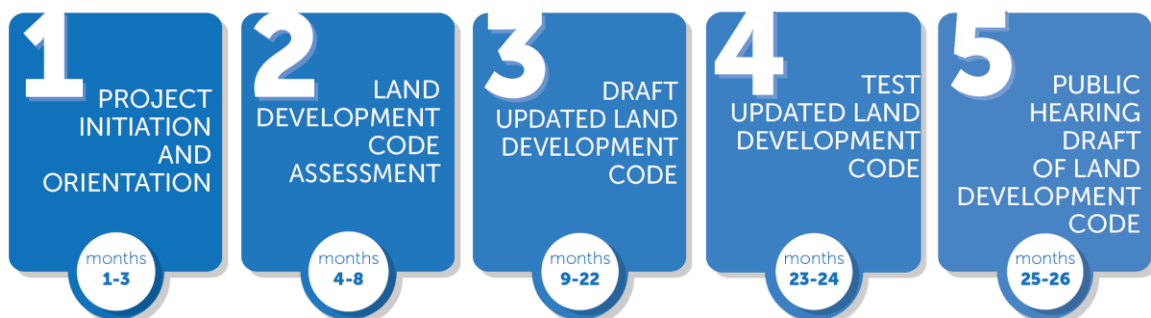 1
PROJECT
INITIATION
AND
ORIENTATION
months
1-3
2
LAND
DEVELOPMENT
CODE
ASSESSMENT
months
4-8
3
DRAFT
UPDATED LAND
DEVELOPMENT
CODE
months
9-22
4
TEST
UPDATED LAND
DEVELOPMENT
CODE
months
23-24
5
PUBLIC
HEARING
DRAFT
OF LAND
DEVELOPMENT
CODE
months
25-26